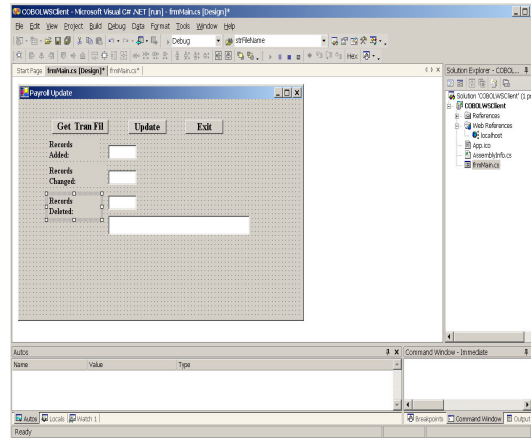 COBOLWSClient - Microsoft Visual C# .NET [run] - frmMain.cs [Design]*
File Edit View Project Build Debug Data Format Tools Window Help
Debug strFileName
Hex
Start Page frmMain.cs [Design]* frmMain.cs*
Solution Explorer - COBOL...
Payroll Update
Get Tran Fil Update Exit
Records
Added:
Records
Changed:
Records
Deleted:
Solution 'COBOLWSClient' (1 pr
COBOLWSClient
References
Web References
localhost
App.ico
AssemblyInfo.cs
frmMain.cs
Autos
Name Value Type
Command Window - Immediate
Autos Locals Watch 1
Breakpoints Command Window Output
Ready